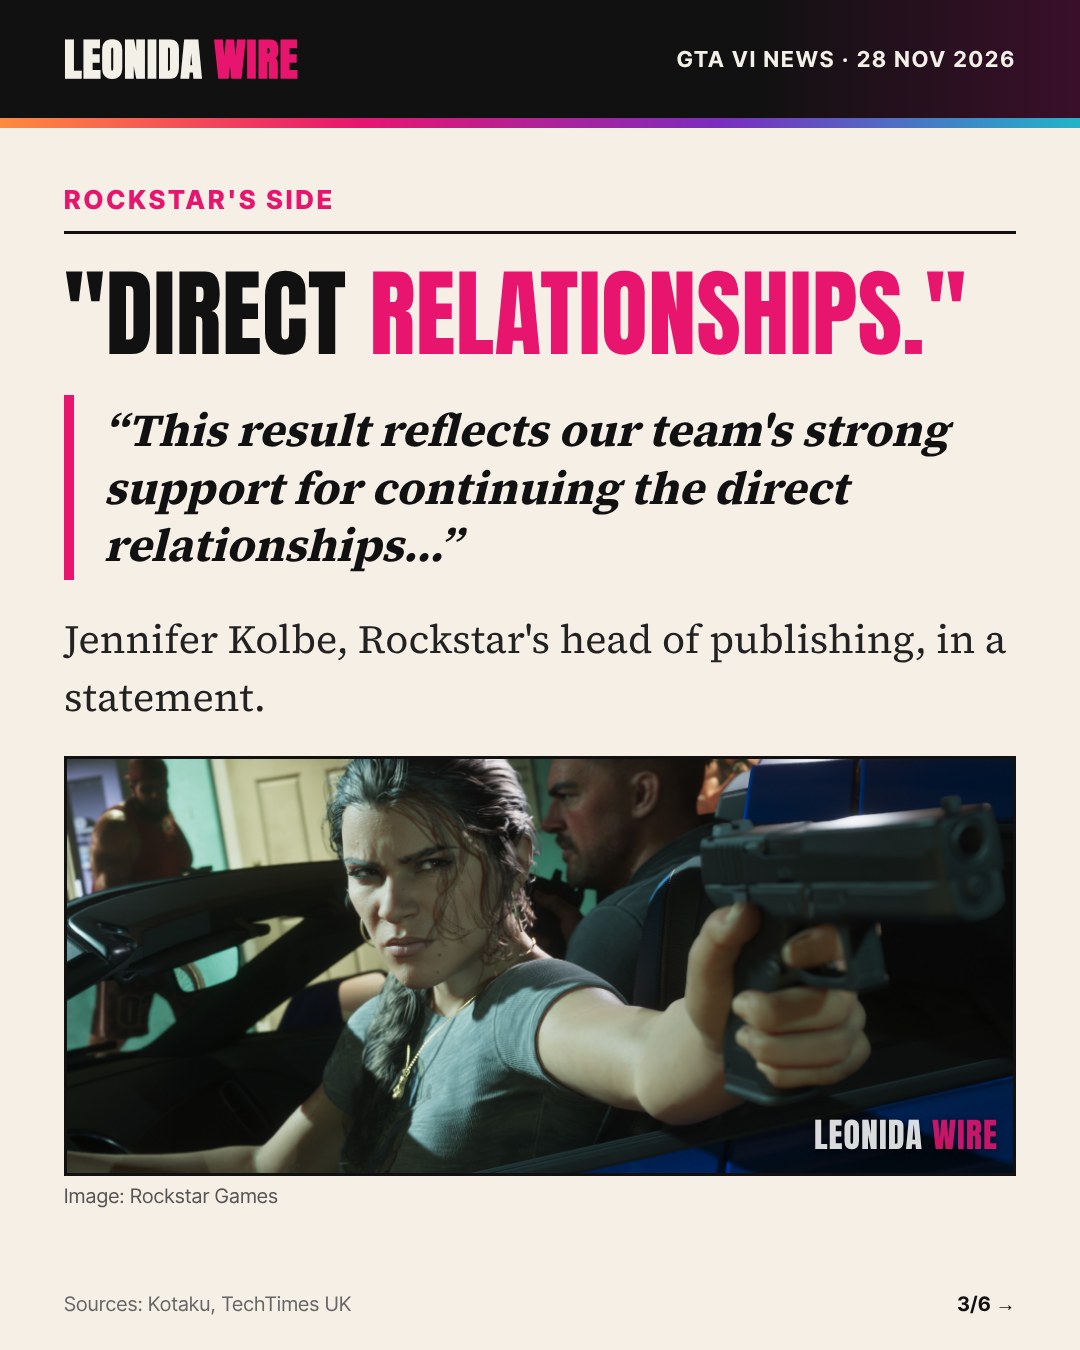 LEONIDA WIRE
GTA VI NEWS · 28 NOV 2026
ROCKSTAR'S SIDE
"DIRECT RELATIONSHIPS."
“This result reflects our team's strong
support for continuing the direct
relationships...”
Jennifer Kolbe, Rockstar's head of publishing, in a
statement.
LEONIDA WIRE
Image: Rockstar Games
Sources: Kotaku, TechTimes UK
3/6 →